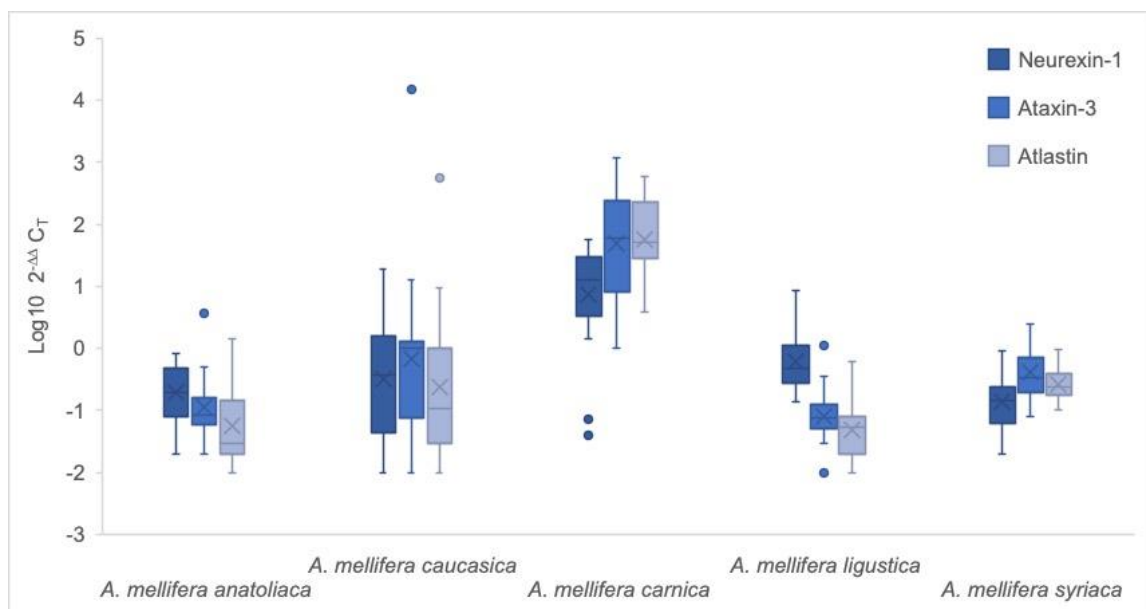 5
4
3
2
1
0
-1
-2
-3
Log10 2-ΔΔ CT
Neurexin-1
Ataxin-3
Atlastin
A. mellifera caucasica
A. mellifera ligustica
A. mellifera anatoliaca
A. mellifera carnica
A. mellifera syriaca